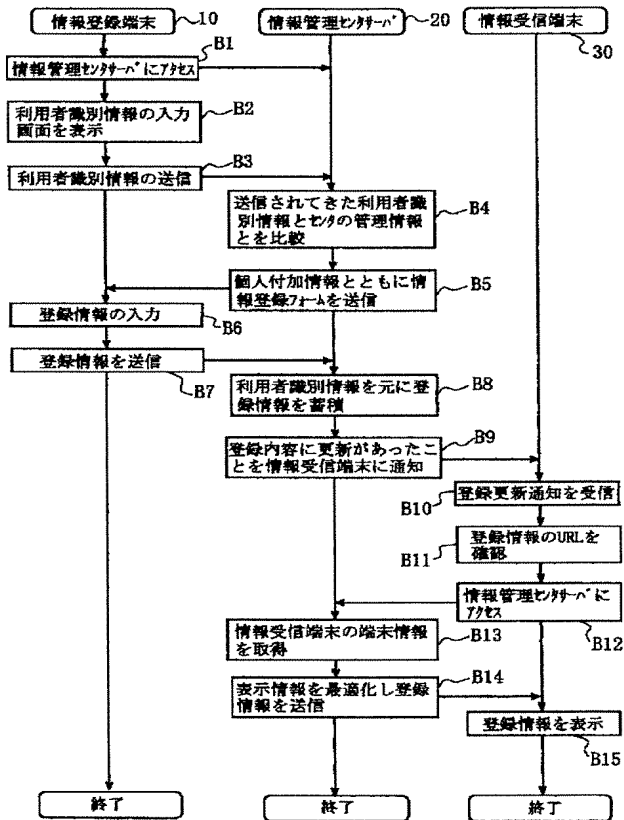 情報登録端末
10
情報管理センタサーバ
20
情報受信端末
30
情報管理センタサーバにアクセス
B1
利用者識別情報の入力
画面を表示
B2
利用者識別情報の送信
B3
送信されてきた利用者識
別情報とセンタの管理情報
とを比較
B4
個人付加情報とともに情
報登録フォームを送信
B5
登録情報の入力
B6
登録情報を送信
B7
利用者識別情報を元に登
録情報を蓄積
B8
登録内容に更新があったこ
とを情報受信端末に通知
B9
登録更新通知を受信
B10
登録情報のURLを
確認
B11
情報管理センタサーバに
アクセス
B12
情報受信端末の端末情報
を取得
B13
表示情報を最適化し登録
情報を送信
B14
登録情報を表示
B15
終了
終了
終了